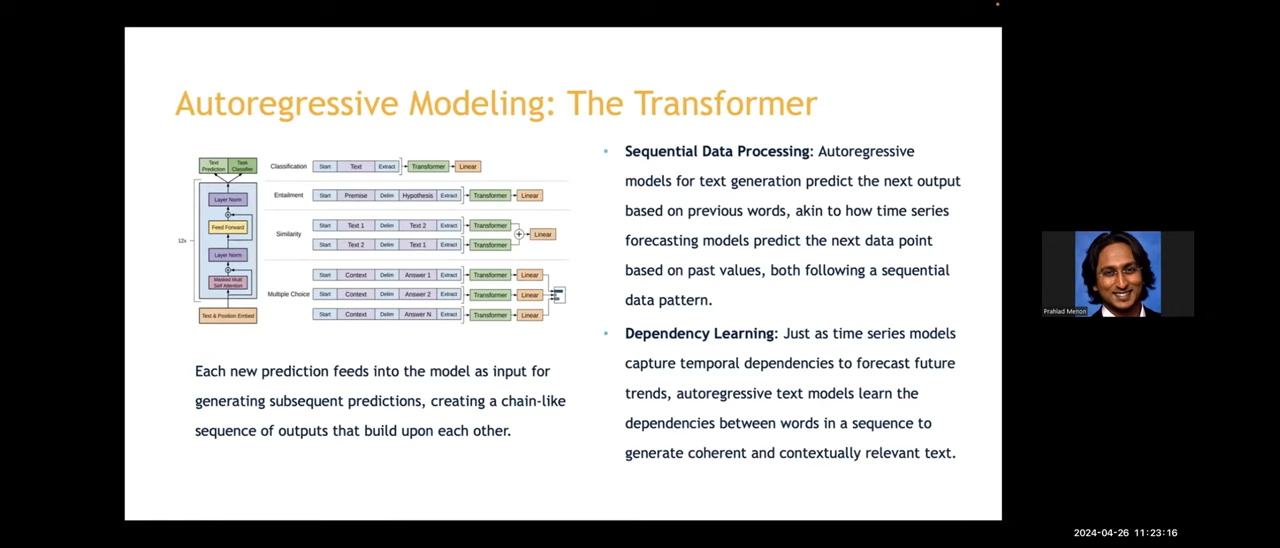 Autoregressive Modeling: The Transformer
Text Prediction
Task Classifier
Layer Norm
Feed Forward
12x
Layer Norm
Masked Multi Self Attention
Text & Position Embed
Classification Start Text Extract Transformer Linear
Entailment Start Premise Delim Hypothesis Extract Transformer Linear
Similarity
Start Text 1 Delim Text 2 Extract Transformer
+ Linear
Start Text 2 Delim Text 1 Extract Transformer
Multiple Choice
Start Context Delim Answer 1 Extract Transformer Linear
Start Context Delim Answer 2 Extract Transformer Linear
Start Context Delim Answer N Extract Transformer Linear
Each new prediction feeds into the model as input for
generating subsequent predictions, creating a chain-like
sequence of outputs that build upon each other.
• Sequential Data Processing: Autoregressive
models for text generation predict the next output
based on previous words, akin to how time series
forecasting models predict the next data point
based on past values, both following a sequential
data pattern.
• Dependency Learning: Just as time series models
capture temporal dependencies to forecast future
trends, autoregressive text models learn the
dependencies between words in a sequence to
generate coherent and contextually relevant text.
Prahlad Menon
2024-04-26 11:23:16